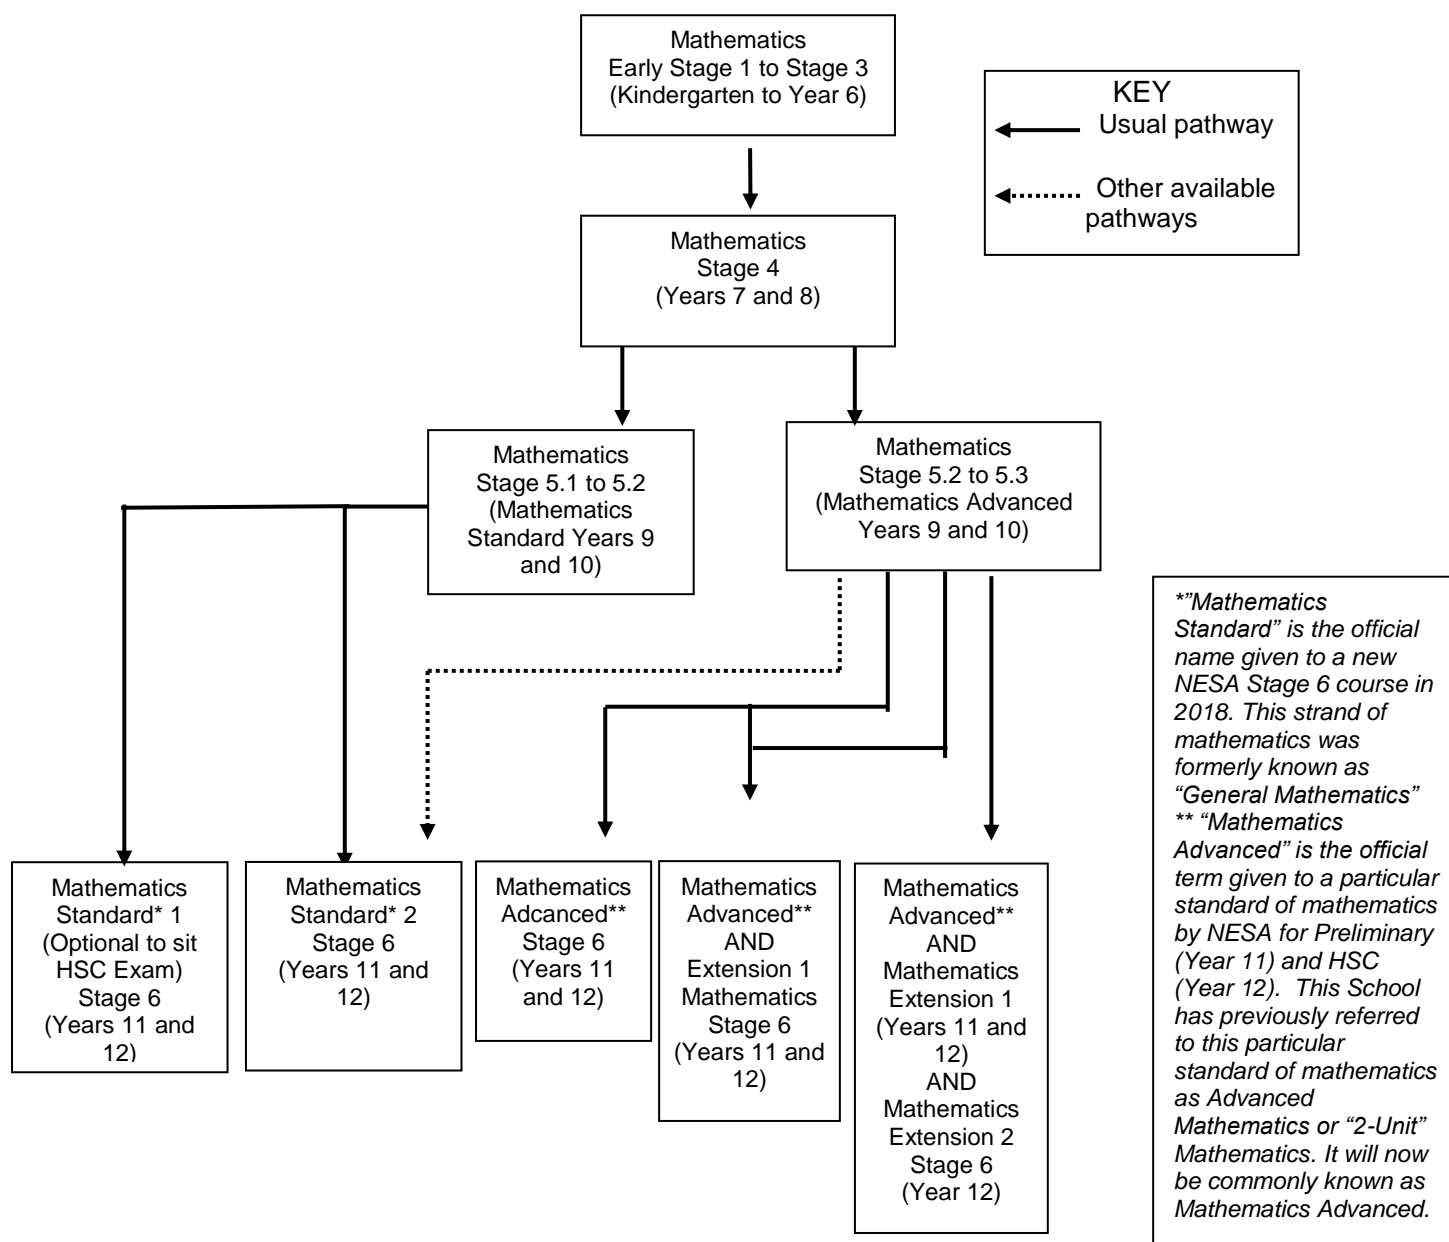 Mathematics
Early Stage 1 to Stage 3
(Kindergarten to Year 6)
KEY
Usual pathway
Other available
pathways
Mathematics
Stage 4
(Years 7 and 8)
Mathematics
Stage 5.1 to 5.2
(Mathematics
Standard Years 9
and 10)
Mathematics
Stage 5.2 to 5.3
(Mathematics Advanced
Years 9 and 10)
Mathematics
Standard* 1
(Optional to sit
HSC Exam)
Stage 6
(Years 11 and
12)
Mathematics
Standard* 2
Stage 6
(Years 11 and
12)
Mathematics
Adcanced**
Stage 6
(Years 11
and 12)
Mathematics
Advanced**
AND
Extension 1
Mathematics
Stage 6
(Years 11 and
12)
Mathematics
Advanced**
AND
Mathematics
Extension 1
(Years 11 and
12)
AND
Mathematics
Extension 2
Stage 6
(Year 12)
*”Mathematics
Standard” is the official
name given to a new
NESA Stage 6 course in
2018. This strand of
mathematics was
formerly known as
“General Mathematics”
** “Mathematics
Advanced” is the official
term given to a particular
standard of mathematics
by NESA for Preliminary
(Year 11) and HSC
(Year 12).  This School
has previously referred
to this particular
standard of mathematics
as Advanced
Mathematics or “2-Unit”
Mathematics. It will now
be commonly known as
Mathematics Advanced.